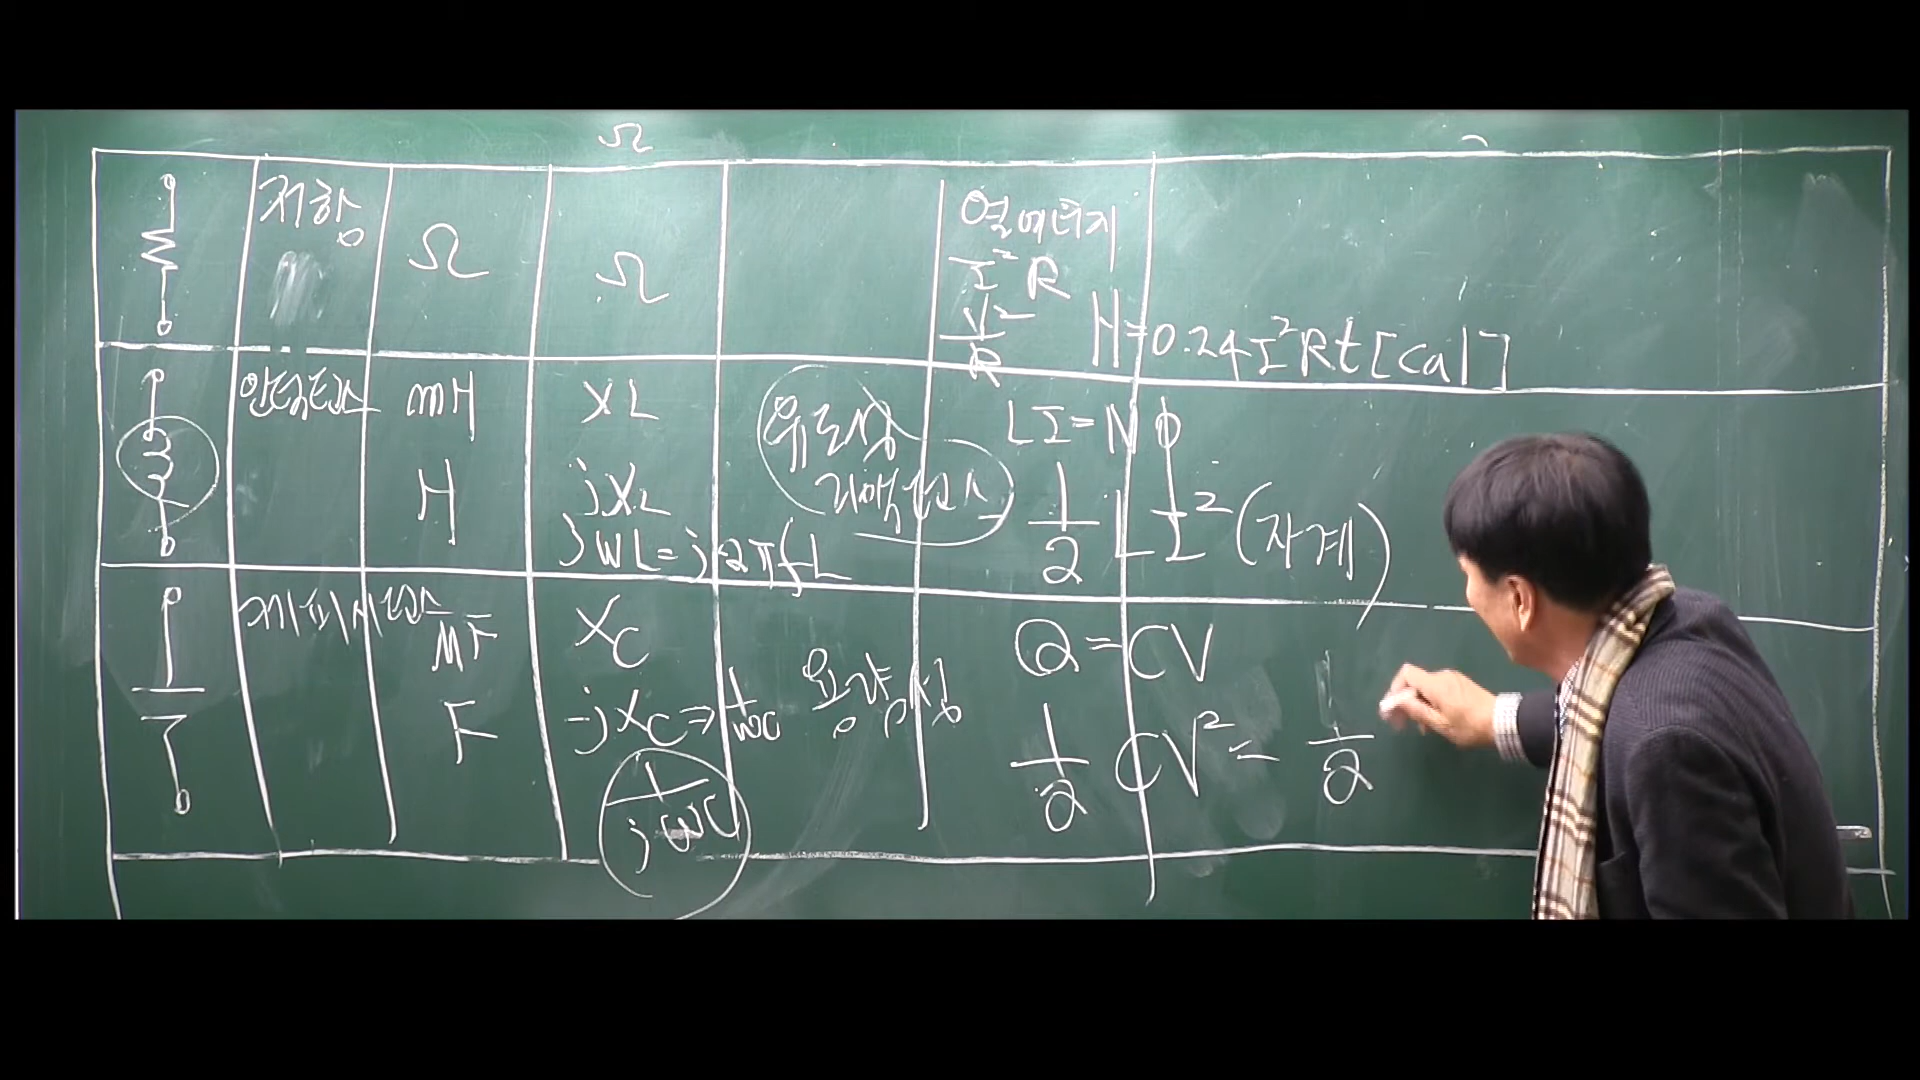 Ω
저항
Ω
Ω
열에너지
I²R
V²/R
H=0.24I²Rt[cal]
인덕턴스
mH
H
XL
jXL
jωL=j2πfL
유도성
리액턴스
LI=Nφ
1/2 LI²(자계)
캐패시턴스
μF
F
Xc
-jXc⇒1/ωc
1/jωC
용량성
Q=CV
1/2 CV²=1/2